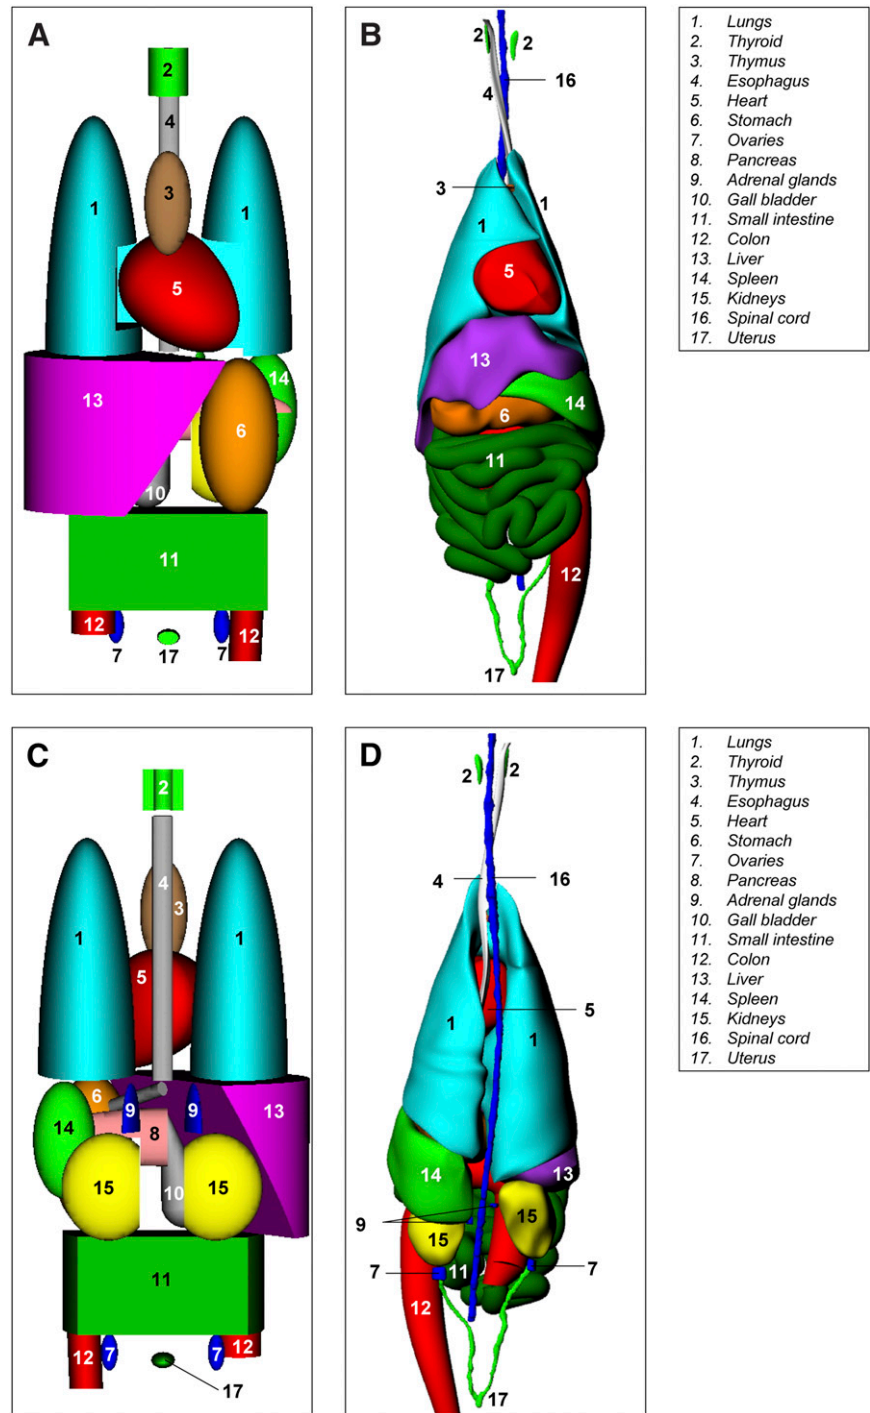 A
2
4
3
1
1
5
14
13
6
10
11
12
12
7
17
7
B
2
2
16
4
3
1
1
5
13
14
6
11
12
17
1. Lungs
2. Thyroid
3. Thymus
4. Esophagus
5. Heart
6. Stomach
7. Ovaries
8. Pancreas
9. Adrenal glands
10. Gall bladder
11. Small intestine
12. Colon
13. Liver
14. Spleen
15. Kidneys
16. Spinal cord
17. Uterus
C
2
4
3
1
1
5
6
9
9
13
14
8
15
10
15
11
12
12
7
7
17
D
2
2
4
16
5
1
1
14
13
9
15
15
7
11
7
12
17
1. Lungs
2. Thyroid
3. Thymus
4. Esophagus
5. Heart
6. Stomach
7. Ovaries
8. Pancreas
9. Adrenal glands
10. Gall bladder
11. Small intestine
12. Colon
13. Liver
14. Spleen
15. Kidneys
16. Spinal cord
17. Uterus